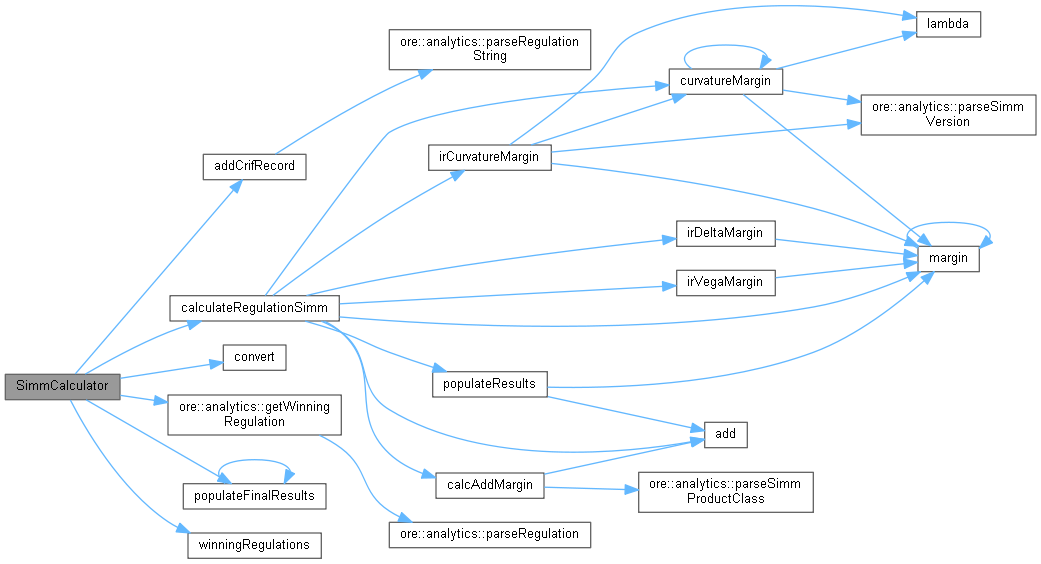 SimmCalculator
addCrifRecord
calculateRegulationSimm
convert
ore::analytics::getWinning
Regulation
populateFinalResults
winningRegulations
ore::analytics::parseRegulation
String
irCurvatureMargin
populateResults
calcAddMargin
ore::analytics::parseRegulation
curvatureMargin
irDeltaMargin
irVegaMargin
add
ore::analytics::parseSimm
ProductClass
lambda
ore::analytics::parseSimm
Version
margin